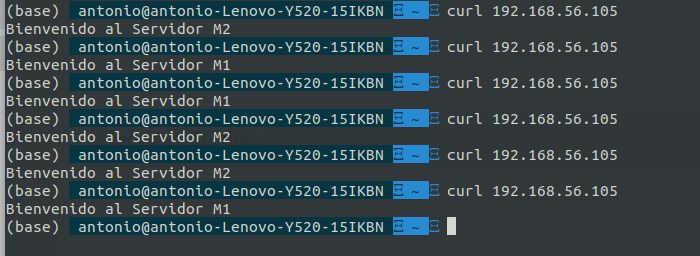 (base) antonio@antonio-Lenovo-Y520-15IKBN ~ curl 192.168.56.105
Bienvenido al Servidor M2
(base) antonio@antonio-Lenovo-Y520-15IKBN ~ curl 192.168.56.105
Bienvenido al Servidor M1
(base) antonio@antonio-Lenovo-Y520-15IKBN ~ curl 192.168.56.105
Bienvenido al Servidor M1
(base) antonio@antonio-Lenovo-Y520-15IKBN ~ curl 192.168.56.105
Bienvenido al Servidor M2
(base) antonio@antonio-Lenovo-Y520-15IKBN ~ curl 192.168.56.105
Bienvenido al Servidor M2
(base) antonio@antonio-Lenovo-Y520-15IKBN ~ curl 192.168.56.105
Bienvenido al Servidor M1
(base) antonio@antonio-Lenovo-Y520-15IKBN ~